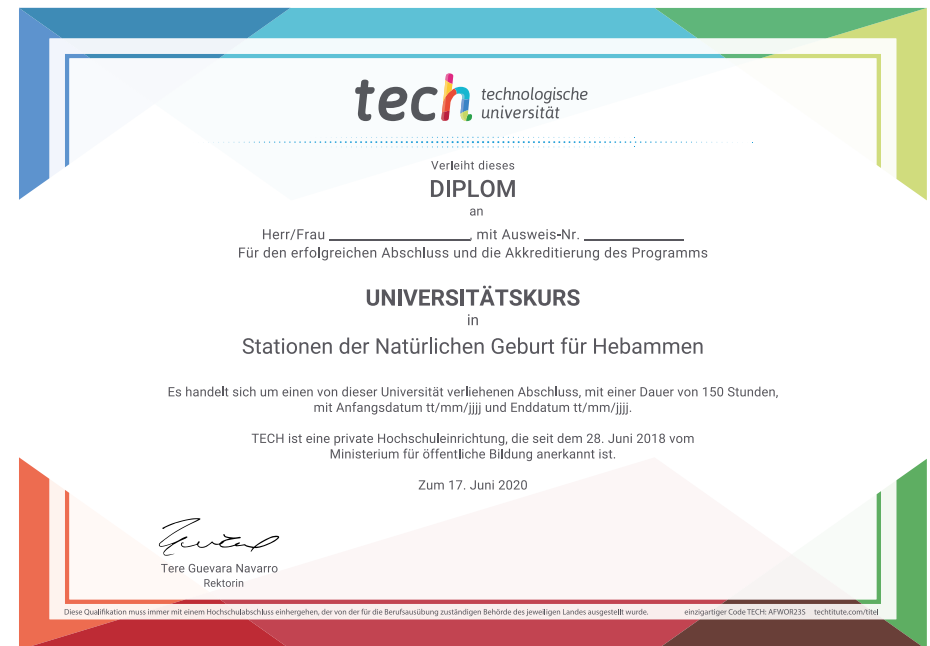 tech technologische
universität
Verleiht dieses
DIPLOM
an
Herr/Frau ____________________, mit Ausweis-Nr. __________________
Für den erfolgreichen Abschluss und die Akkreditierung des Programms
UNIVERSITÄTSKURS
in
Stationen der Natürlichen Geburt für Hebammen
Es handelt sich um einen von dieser Universität verliehenen Abschluss, mit einer Dauer von 150 Stunden,
mit Anfangsdatum tt/mm/jjjj und Enddatum tt/mm/jjjj.
TECH ist eine private Hochschuleinrichtung, die seit dem 28. Juni 2018 vom
Ministerium für öffentliche Bildung anerkannt ist.
Zum 17. Juni 2020
Tere Guevara Navarro
Rektorin
Diese Qualifikation muss immer mit einem Hochschulabschluss einhergehen, der von der für die Berufsausübung zuständigen Behörde des jeweiligen Landes ausgestellt wurde. einzigartiger Code TECH: AFWOR23S techtitute.com/titel